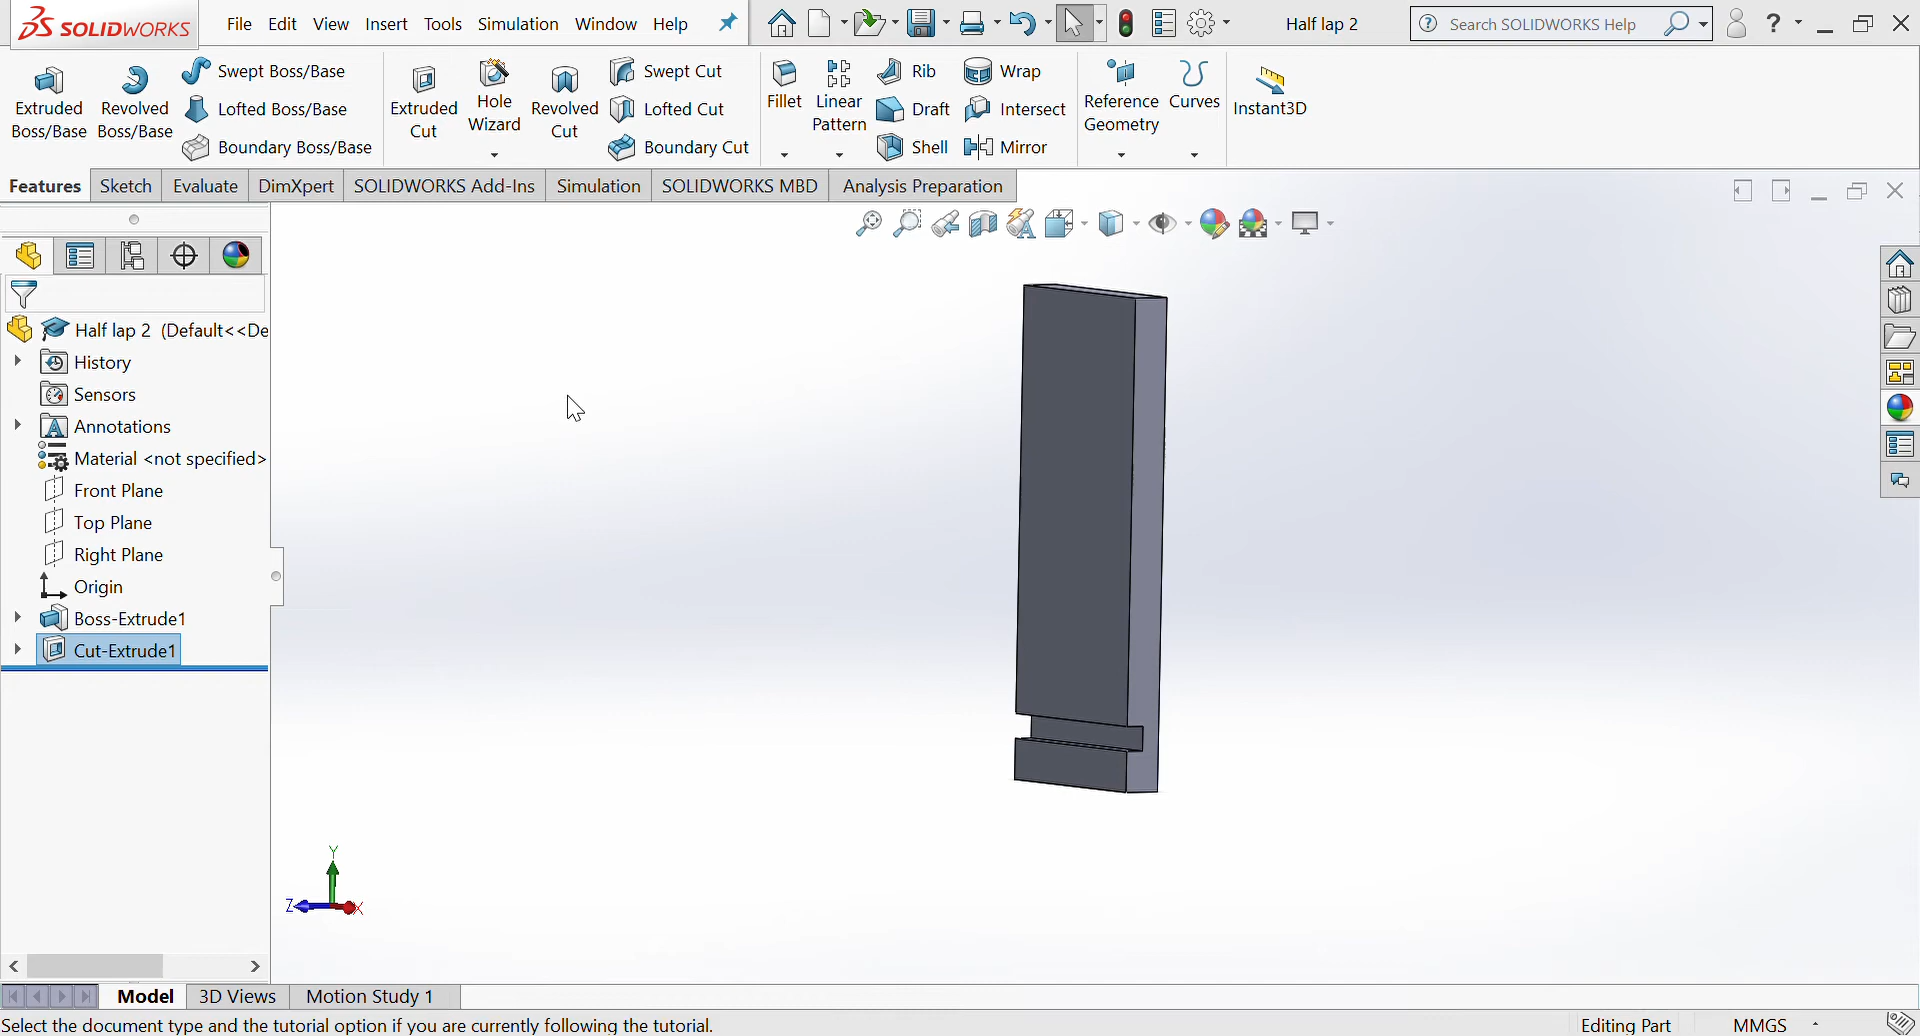 SOLIDWORKS
File Edit View Insert Tools Simulation Window Help
Half lap 2
Search SOLIDWORKS Help
?
Extruded Boss/Base
Revolved Boss/Base
Swept Boss/Base
Lofted Boss/Base
Boundary Boss/Base
Extruded Cut
Hole Wizard
Revolved Cut
Swept Cut
Lofted Cut
Boundary Cut
Fillet
Linear Pattern
Rib
Draft
Shell
Wrap
Intersect
Mirror
Reference Geometry
Curves
Instant3D
Features Sketch Evaluate DimXpert SOLIDWORKS Add-Ins Simulation SOLIDWORKS MBD Analysis Preparation
Half lap 2 (Default<<De
History
Sensors
Annotations
Material <not specified>
Front Plane
Top Plane
Right Plane
Origin
Boss-Extrude1
Cut-Extrude1
Y
Z
X
Model 3D Views Motion Study 1
Select the document type and the tutorial option if you are currently following the tutorial.
Editing Part
MMGS